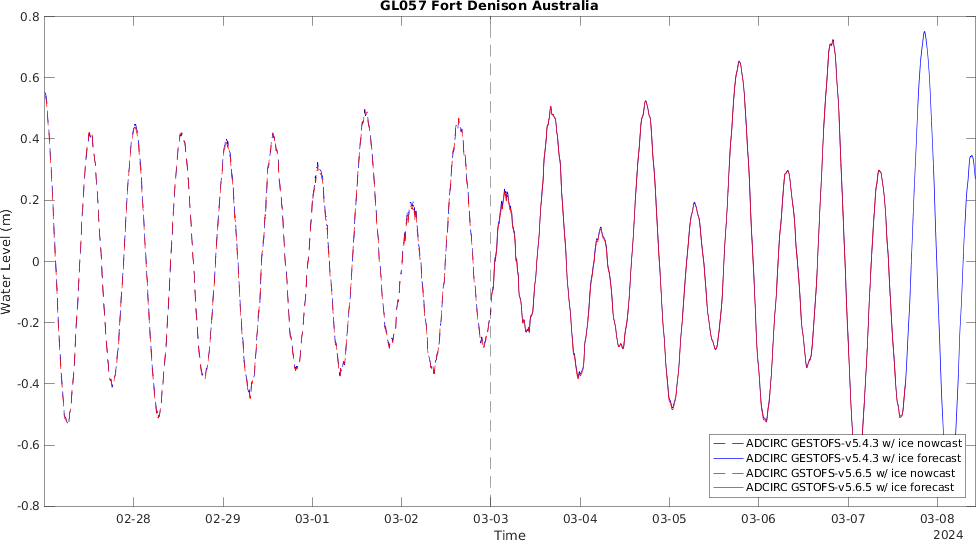 GL057 Fort Denison Australia
0.8
0.6
0.4
0.2
0
-0.2
-0.4
-0.6
-0.8
Water Level (m)
02-28
02-29
03-01
03-02
03-03
03-04
03-05
03-06
03-07
03-08
2024
Time
ADCIRC GESTOFS-v5.4.3 w/ ice nowcast
ADCIRC GESTOFS-v5.4.3 w/ ice forecast
ADCIRC GSTOFS-v5.6.5 w/ ice nowcast
ADCIRC GSTOFS-v5.6.5 w/ ice forecast